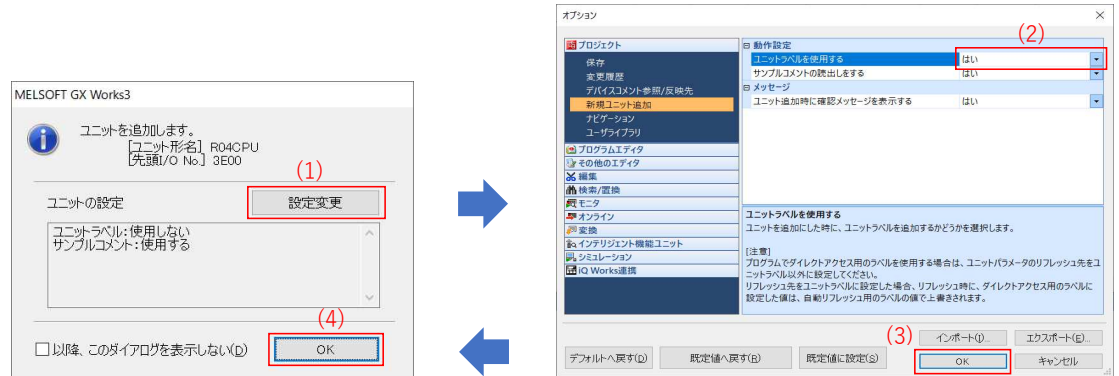 MELSOFT GX Works3
ユニットを追加します。
[ユニット形名] R04CPU
[先頭I/O No.] 3E00
(1)
ユニットの設定
設定変更
ユニットラベル:使用しない
サンプルコメント:使用する
(4)
以降、このダイアログを表示しない(D)
OK
オプション
(2)
プロジェクト
保存
変更履歴
デバイスコメント参照/反映先
新規ユニット追加
ナビゲーション
ユーザライブラリ
プログラムエディタ
その他のエディタ
編集
検索/置換
モニタ
オンライン
変換
インテリジェント機能ユニット
シミュレーション
iQ Works連携
動作設定
ユニットラベルを使用する はい
サンプルコメントの読出しをする はい
メッセージ
ユニット追加時に確認メッセージを表示する はい
ユニットラベルを使用する
ユニットを追加にした時に、ユニットラベルを追加するかどうかを選択します。
[注意]
プログラムでダイレクトアクセス用のラベルを使用する場合は、ユニットパラメータのリフレッシュ先をユ
ニットラベル以外に設定してください。
リフレッシュ先をユニットラベルに設定した場合、リフレッシュ時に、ダイレクトアクセス用のラベルに
設定した値は、自動リフレッシュ用のラベルの値で上書きされます。
(3)
インポート(I)...
エクスポート(E)...
デフォルトへ戻す(D)
既定値へ戻す(R)
既定値に設定(S)
OK
キャンセル